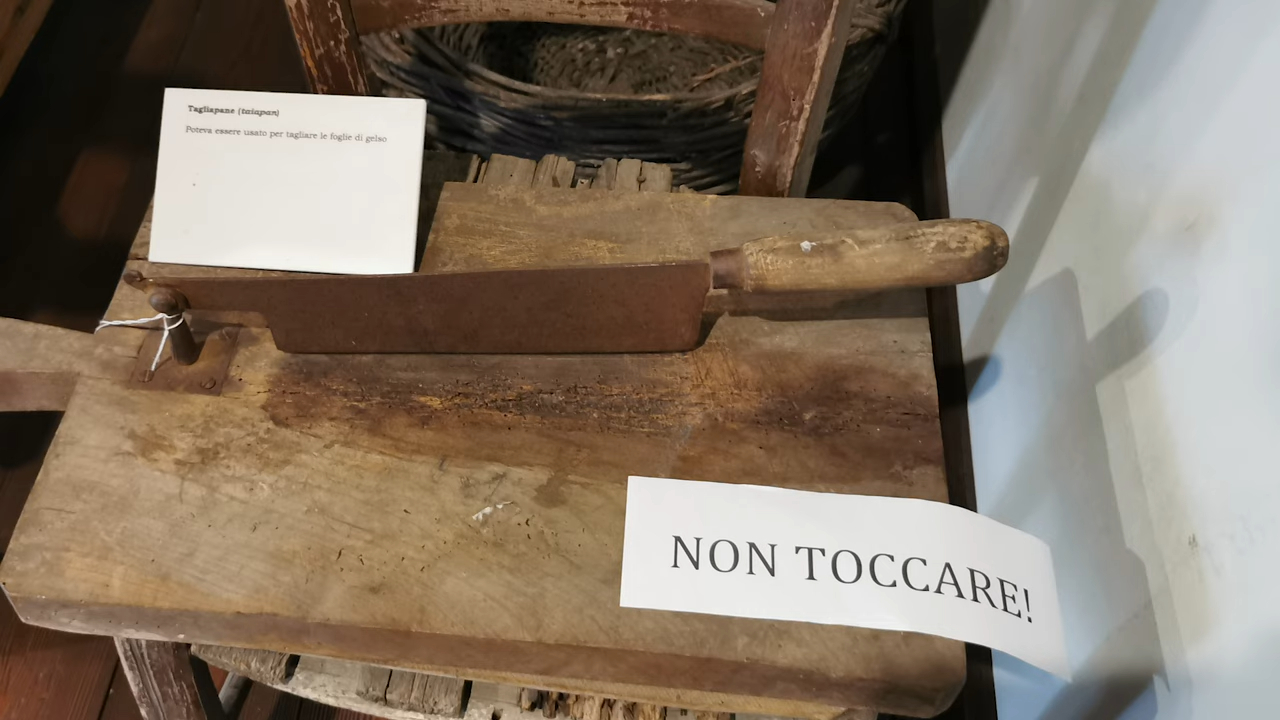 Tagliapane (taiapan)
Poteva essere usato per tagliare le foglie di gelso
NON TOCCARE!